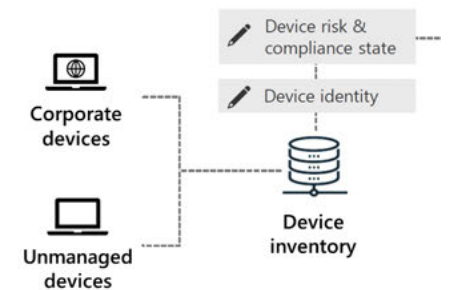 Device risk &
compliance state
Device identity
Corporate
devices
Device
inventory
Unmanaged
devices